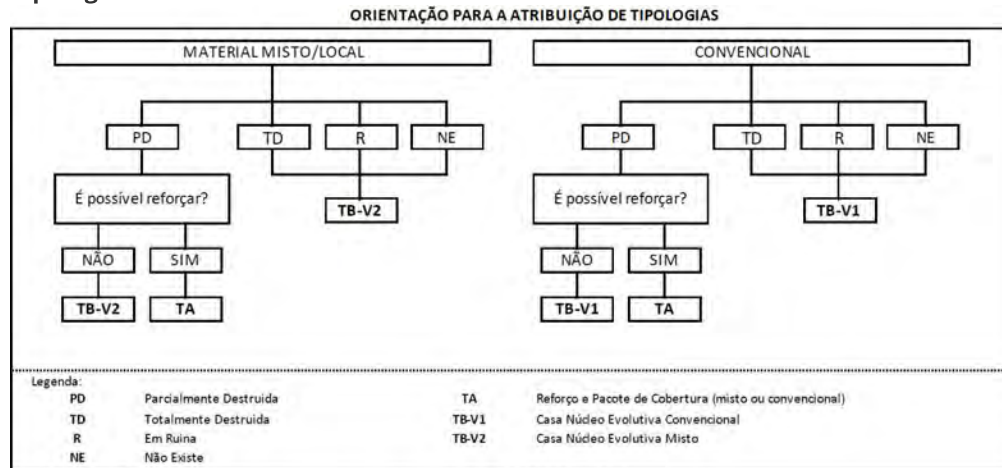 ORIENTAÇÃO PARA A ATRIBUIÇÃO DE TIPOLOGIAS
MATERIAL MISTO/LOCAL
CONVENCIONAL
PD TD R NE
PD TD R NE
É possível reforçar?
TB-V2
É possível reforçar?
TB-V1
NÃO SIM
NÃO SIM
TB-V2 TA
TB-V1 TA
Legenda:
PD Parcialmente Destruida
TD Totalmente Destruida
R Em Ruina
NE Não Existe
TA Reforço e Pacote de Cobertura (misto ou convencional)
TB-V1 Casa Núcleo Evolutiva Convencional
TB-V2 Casa Núcleo Evolutiva Misto